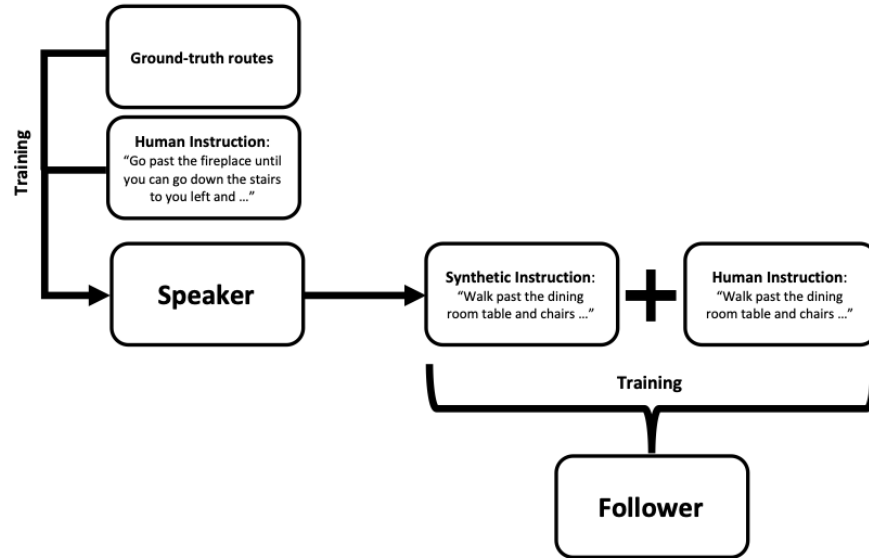 Ground-truth routes
Training
Human Instruction:
“Go past the fireplace until
you can go down the stairs
to you left and ...”
Speaker
Synthetic Instruction:
“Walk past the dining
room table and chairs ...”
+
Human Instruction:
“Walk past the dining
room table and chairs ...”
Training
Follower